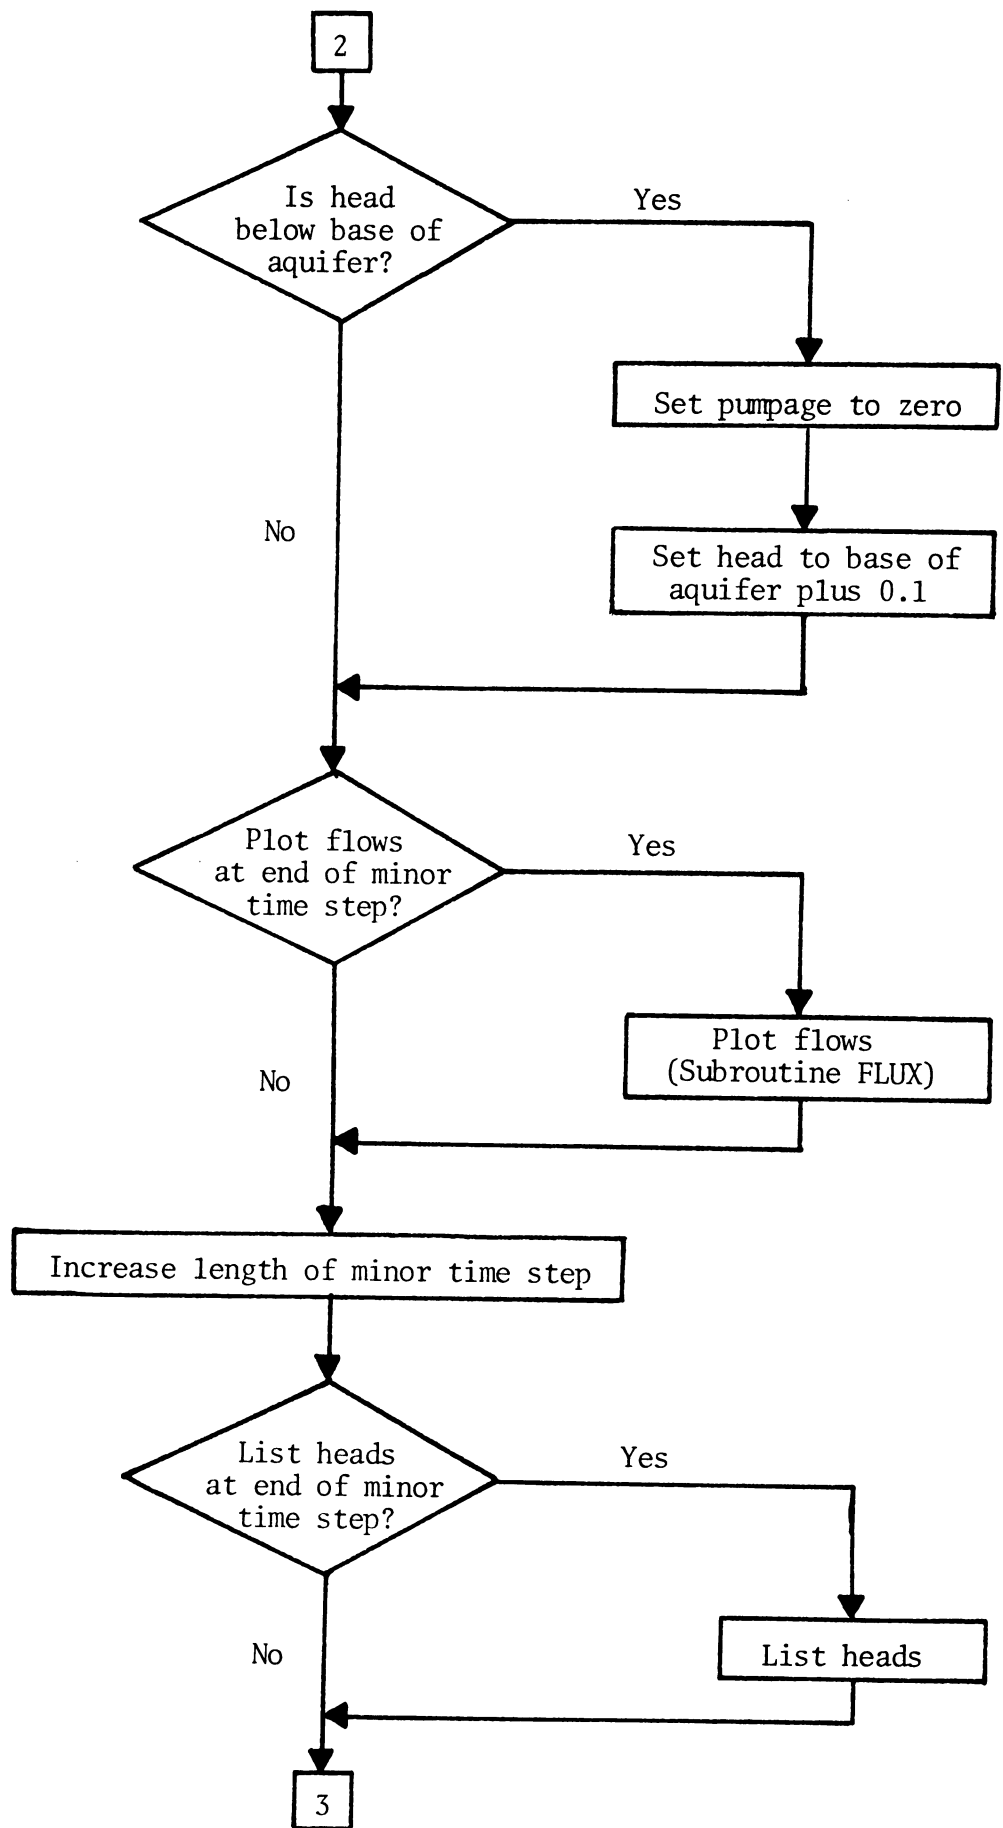 2
Is head
below base of
aquifer?
Yes
Set pumpage to zero
No
Set head to base of
aquifer plus 0.1
Plot flows
at end of minor
time step?
Yes
Plot flows
(Subroutine FLUX)
No
Increase length of minor time step
List heads
at end of minor
time step?
Yes
No
List heads
3